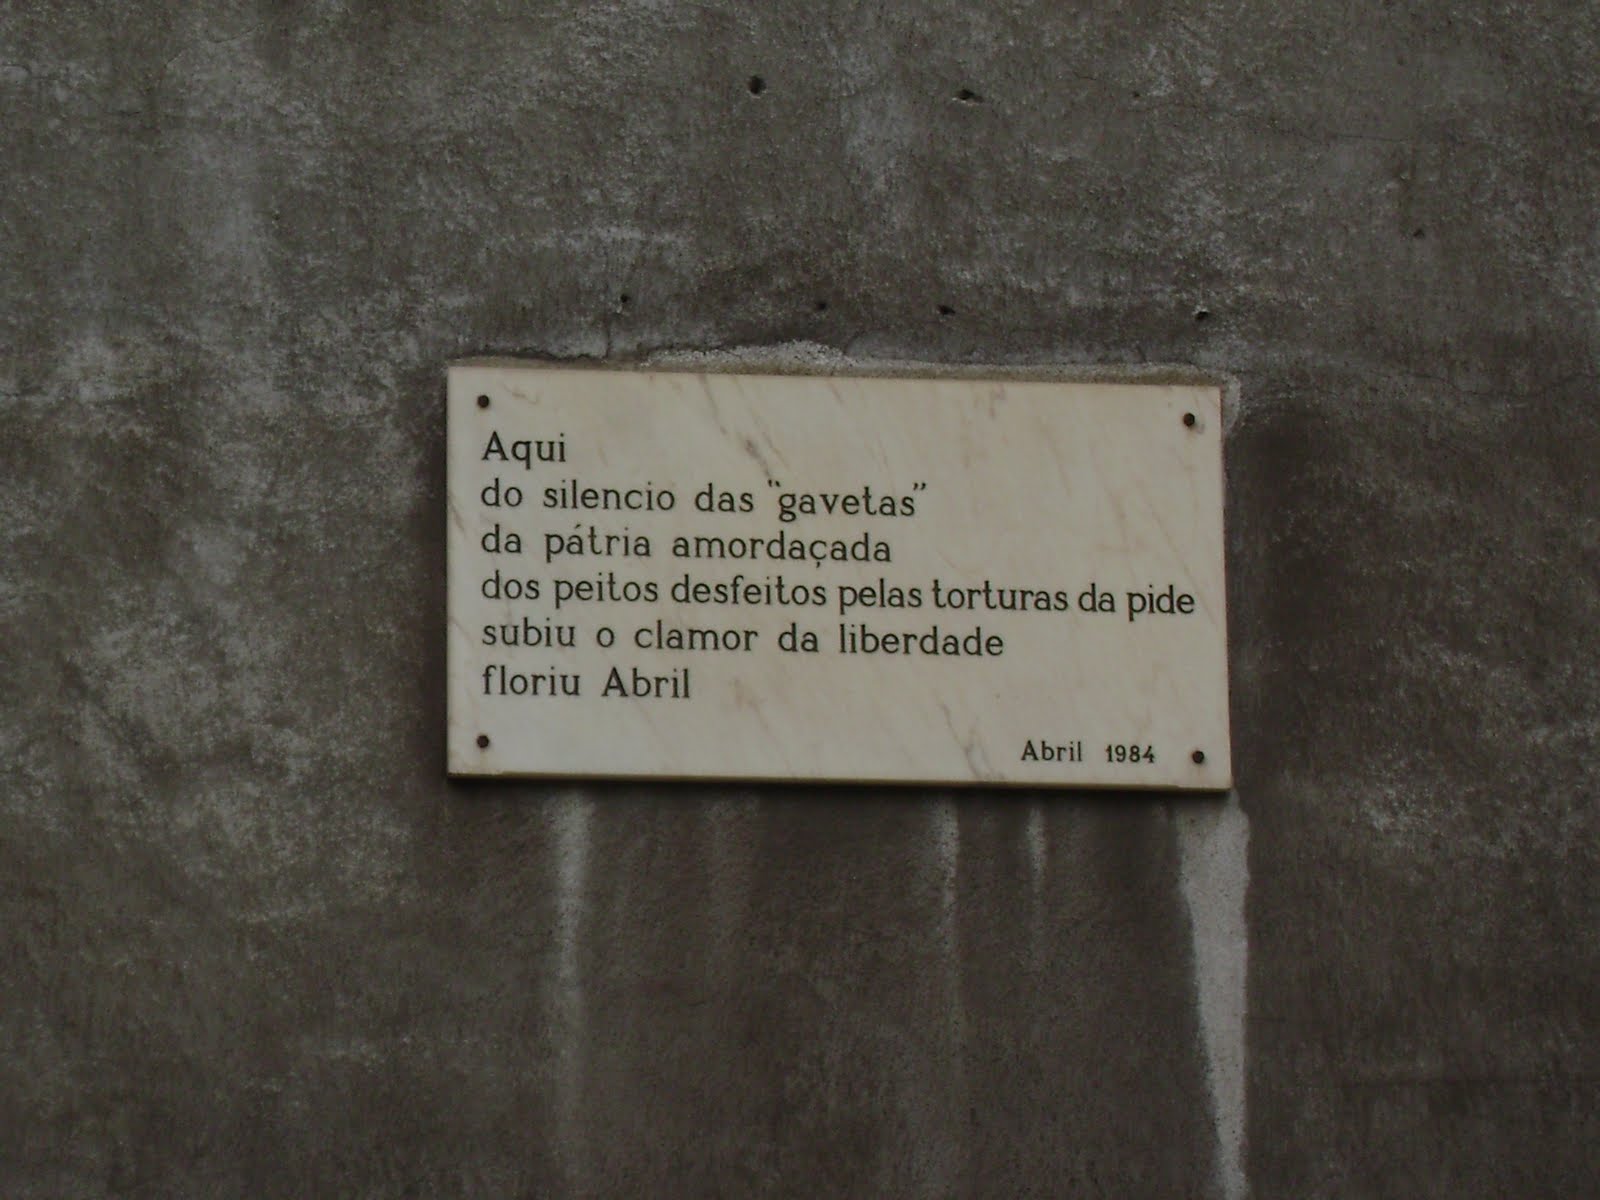 Aqui
do silencio das "gavetas"
da pátria amordaçada
dos peitos desfeitos pelas torturas da pide
subiu o clamor da liberdade
floriu Abril
Abril 1984